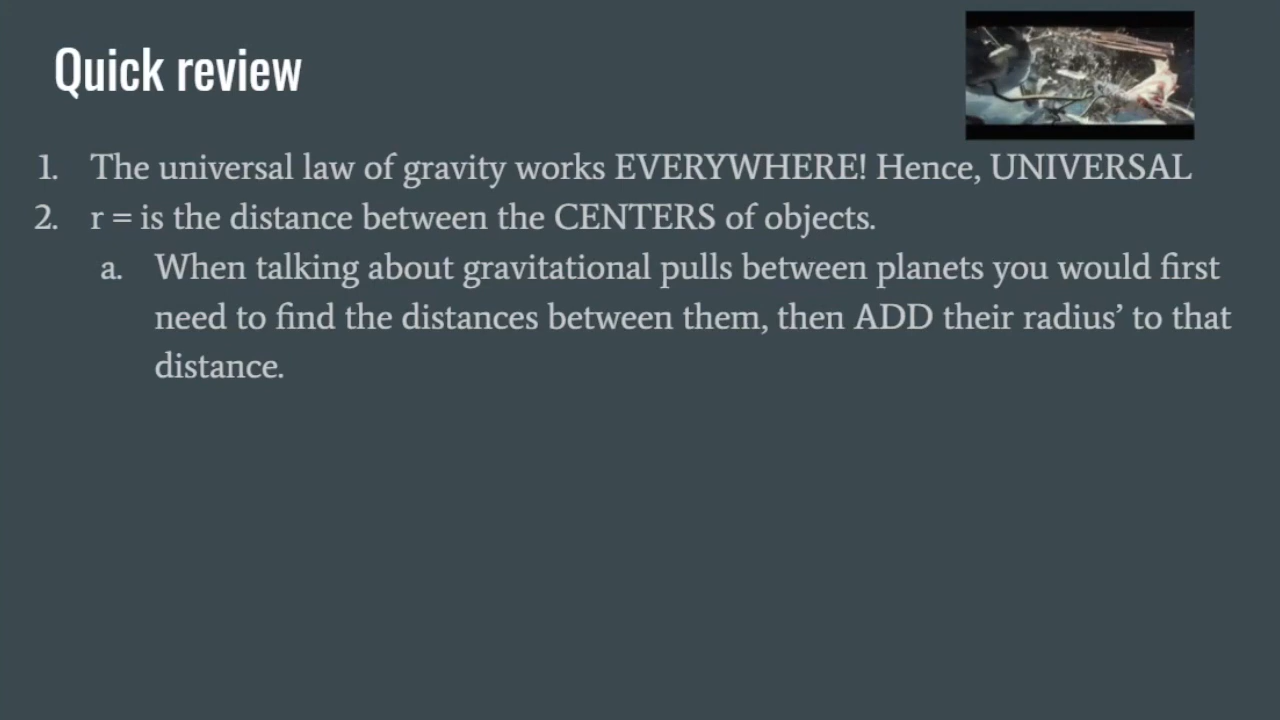 Quick review
1. The universal law of gravity works EVERYWHERE! Hence, UNIVERSAL
2. r = is the distance between the CENTERS of objects.
a. When talking about gravitational pulls between planets you would first
need to find the distances between them, then ADD their radius’ to that
distance.